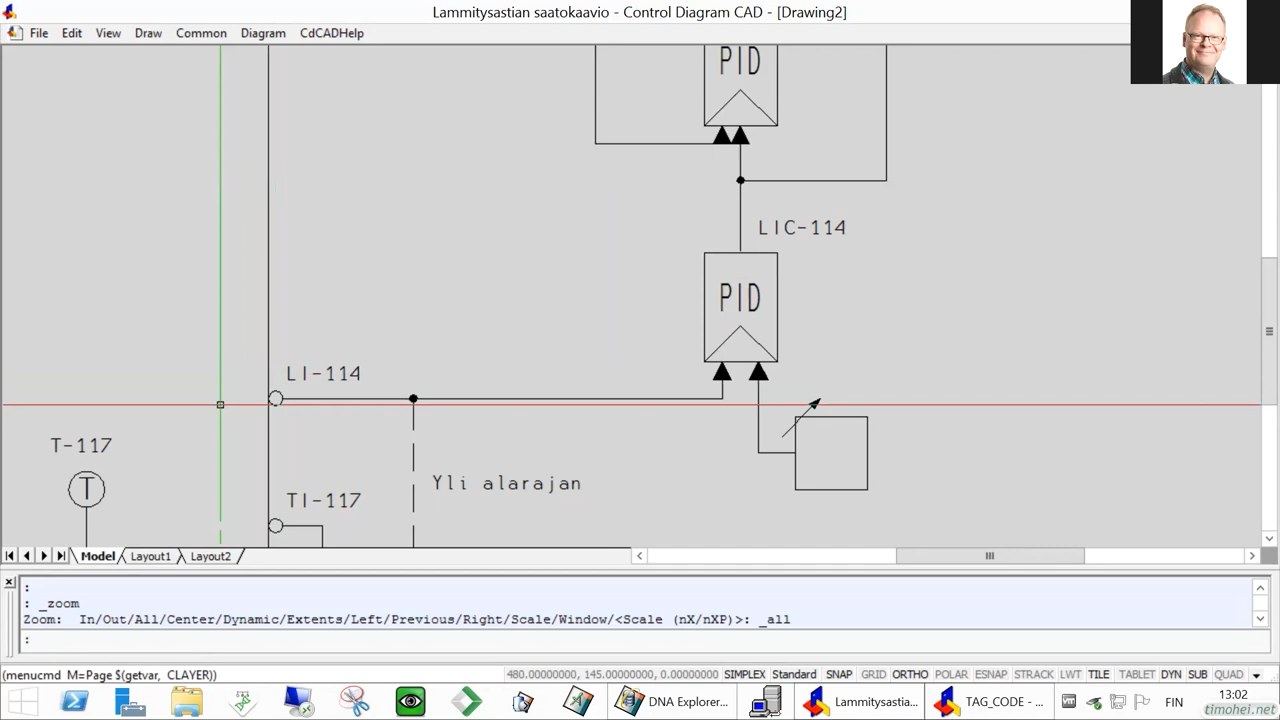 Lammitysastian saatokaavio - Control Diagram CAD - [Drawing2]
File Edit View Draw Common Diagram CdCADHelp
PID
LIC-114
PID
LI-114
T-117
T
Yli alarajan
TI-117
Model Layout1 Layout2
:
: _zoom
Zoom: In/Out/All/Center/Dynamic/Extents/Left/Previous/Right/Scale/Window/<Scale (nX/nXP)>: _all
:
(menucmd M=Page $(getvar, CLAYER)) 480.00000000, 145.00000000, 0.00000000 SIMPLEX Standard SNAP GRID ORTHO POLAR ESNAP STRACK LWT TILE TABLET DYN SUB QUAD
DNA Explorer... Lammitysastia... TAG_CODE - ... FIN 13:02
timohei.net